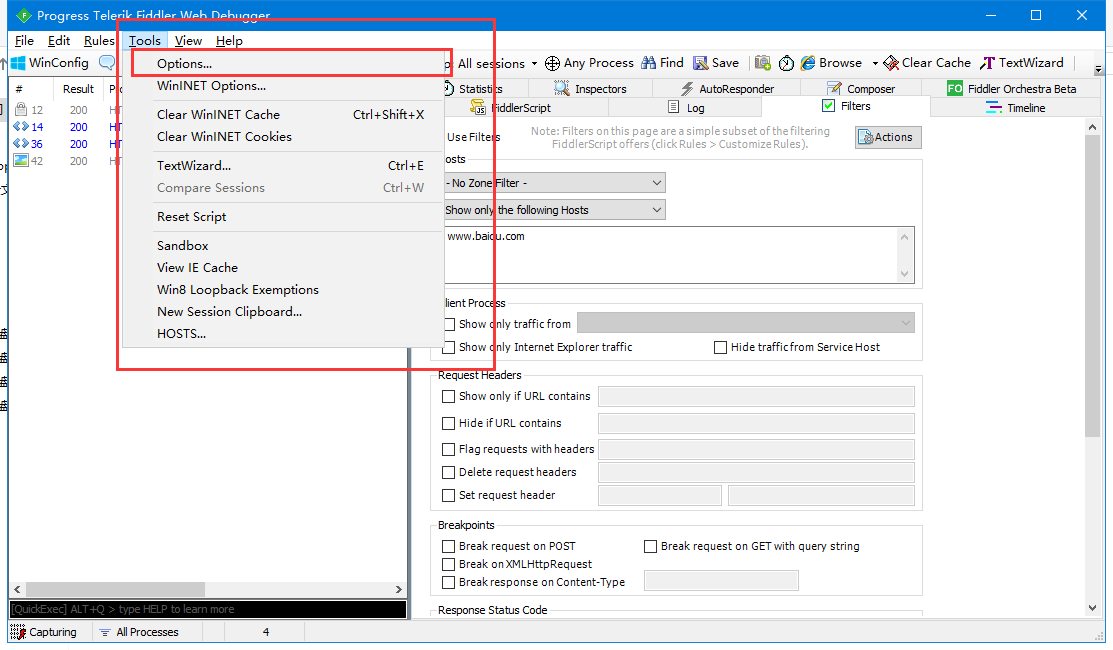 Progress Telerik Fiddler Web Debugger
File Edit Rules Tools View Help
WinConfig All sessions Any Process Find Save Browse Clear Cache TextWizard
Options...
WinINET Options...
Clear WinINET Cache Ctrl+Shift+X
Clear WinINET Cookies
TextWizard... Ctrl+E
Compare Sessions Ctrl+W
Reset Script
Sandbox
View IE Cache
Win8 Loopback Exemptions
New Session Clipboard...
HOSTS...
# Result
12 200
14 200
36 200
42 200
Statistics Inspectors AutoResponder Composer Fiddler Orchestra Beta
FiddlerScript Log Filters Timeline
Use Filters
Note: Filters on this page are a simple subset of the filtering
FiddlerScript offers (click Rules > Customize Rules).
Actions
- No Zone Filter -
Show only the following Hosts
www.baidu.com
Client Process
Show only traffic from
Show only Internet Explorer traffic Hide traffic from Service Host
Request Headers
Show only if URL contains
Hide if URL contains
Flag requests with headers
Delete request headers
Set request header
Breakpoints
Break request on POST Break request on GET with query string
Break on XMLHttpRequest
Break response on Content-Type
Response Status Code
[QuickExec] ALT+Q > type HELP to learn more
Capturing All Processes 4